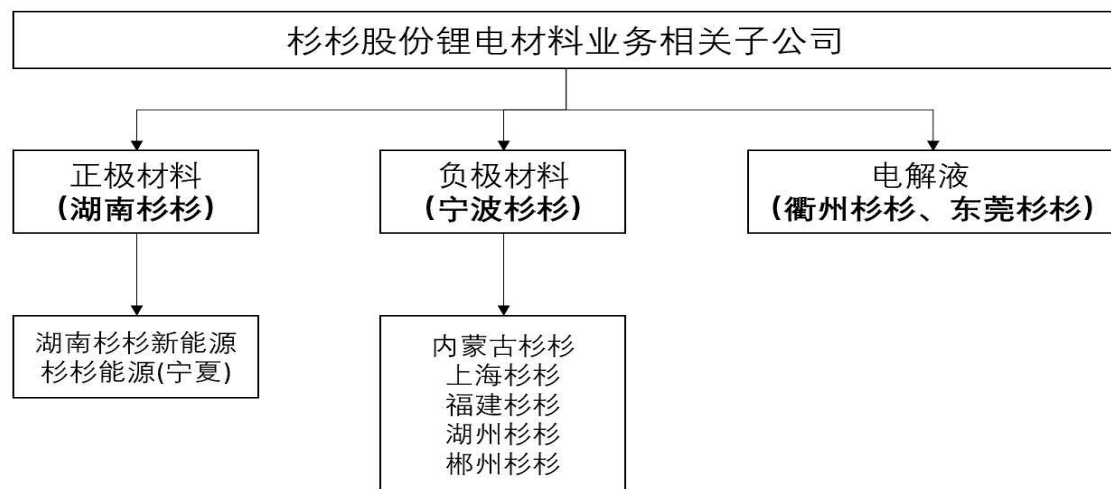 杉杉股份锂电材料业务相关子公司
正极材料
(湖南杉杉)
负极材料
(宁波杉杉)
电解液
(衢州杉杉、东莞杉杉)
湖南杉杉新能源
杉杉能源(宁夏)
内蒙古杉杉
上海杉杉
福建杉杉
湖州杉杉
郴州杉杉